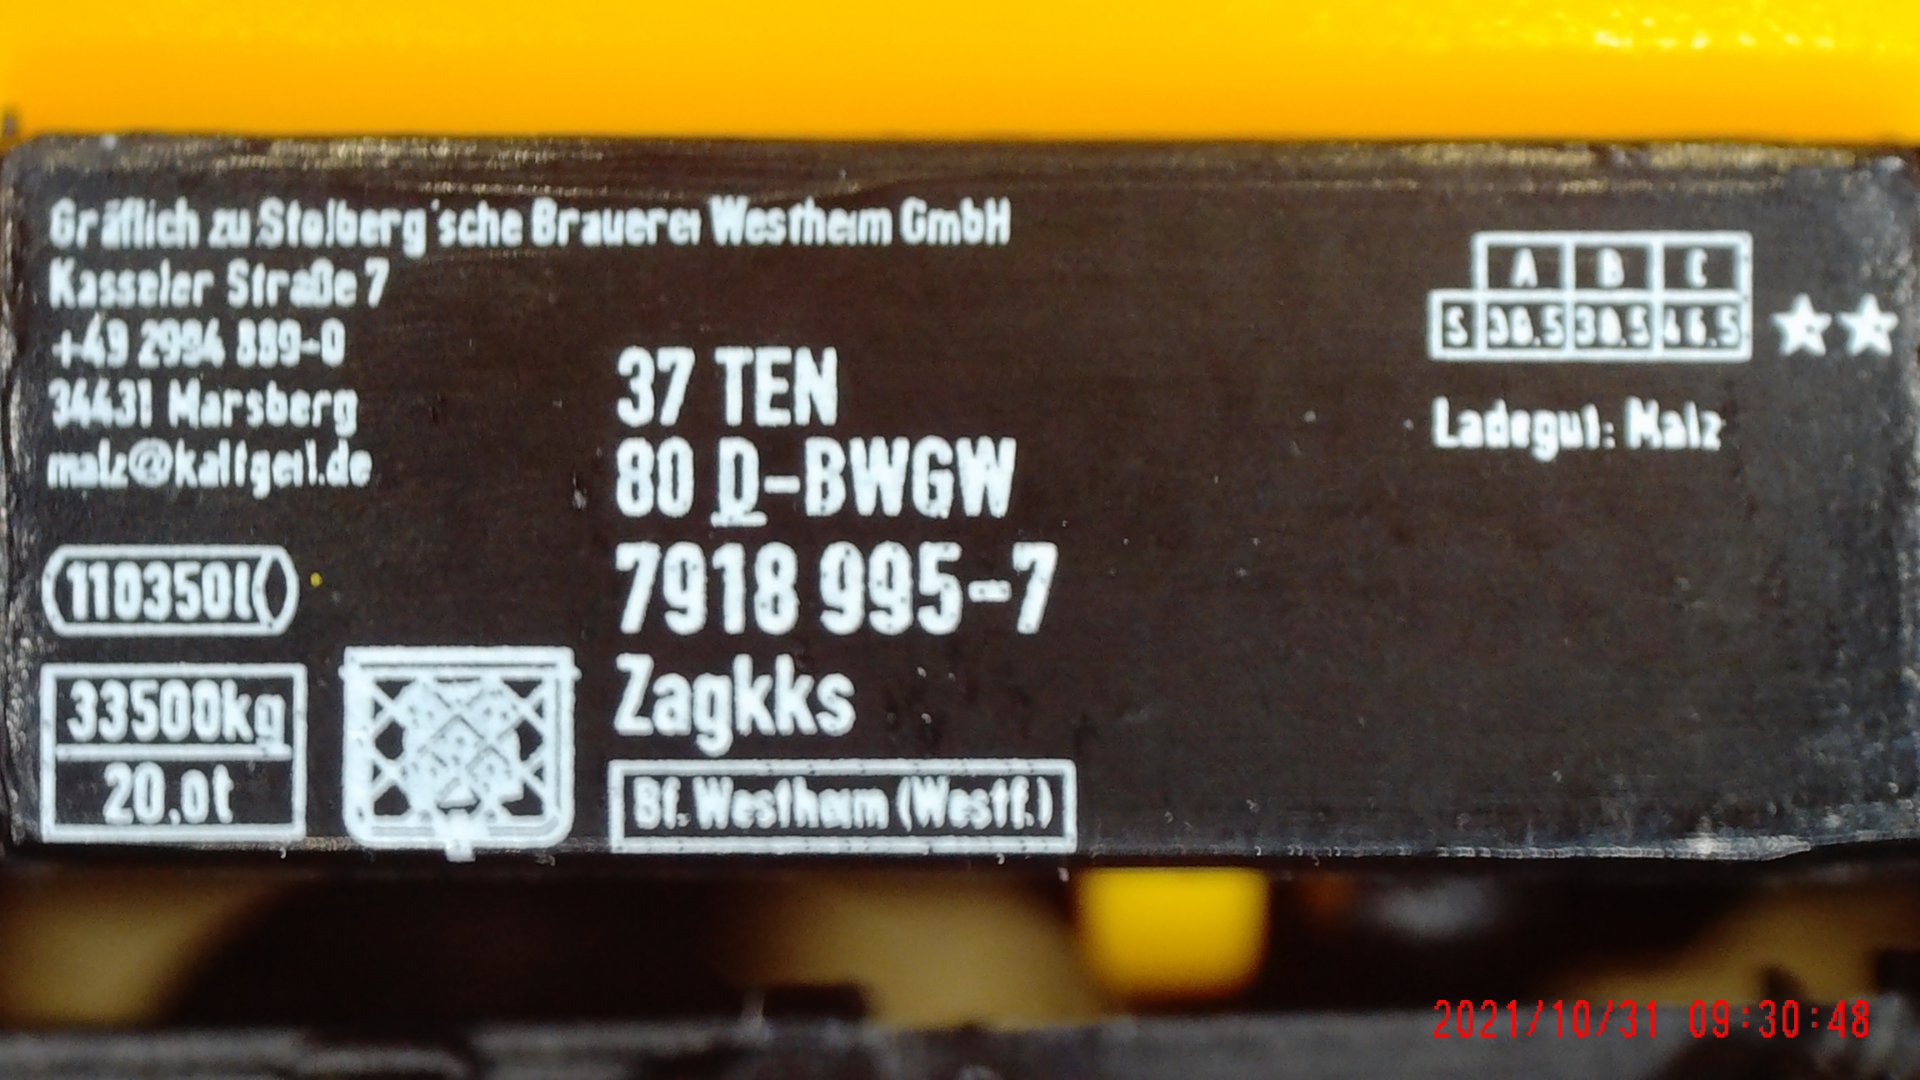 Gräflich zu Stolberg'sche Brauerei Westheim GmbH
Kasseler Straße 7
+49 2994 889-0
34431 Marsberg
malz@kaltgeil.de
110350l
33500kg
20,0t
37 TEN
80 D-BWGW
7918 995-7
Zagkks
Bf. Westheim (Westf.)
A B C
S 38.5 38.5 46.5
Ladegut: Malz
2021/10/31 09:30:48